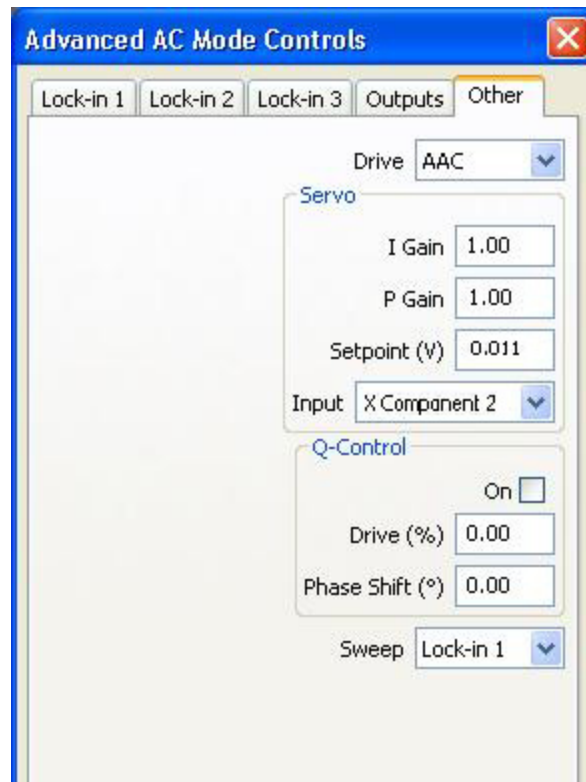 Advanced AC Mode Controls
Lock-in 1 Lock-in 2 Lock-in 3 Outputs Other
Drive AAC
Servo
I Gain 1.00
P Gain 1.00
Setpoint (V) 0.011
Input X Component 2
Q-Control
On
Drive (%) 0.00
Phase Shift (°) 0.00
Sweep Lock-in 1